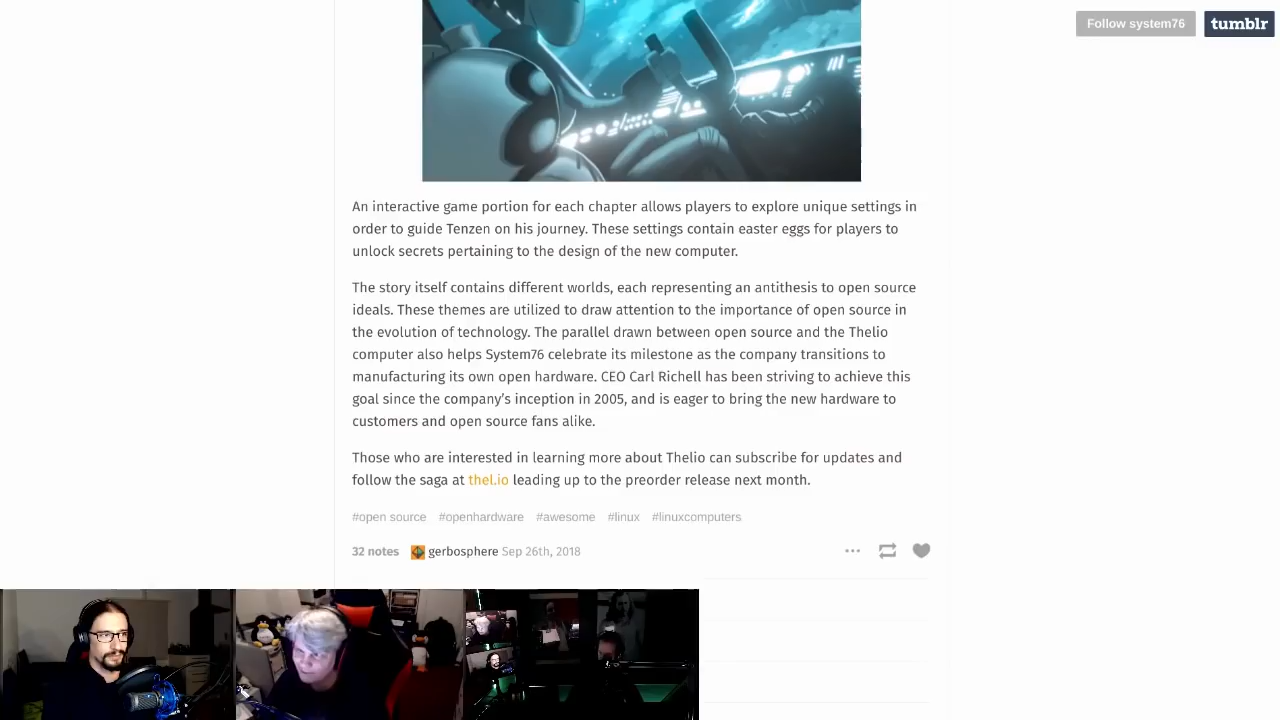 Follow system76
tumblr
An interactive game portion for each chapter allows players to explore unique settings in
order to guide Tenzen on his journey. These settings contain easter eggs for players to
unlock secrets pertaining to the design of the new computer.
The story itself contains different worlds, each representing an antithesis to open source
ideals. These themes are utilized to draw attention to the importance of open source in
the evolution of technology. The parallel drawn between open source and the Thelio
computer also helps System76 celebrate its milestone as the company transitions to
manufacturing its own open hardware. CEO Carl Richell has been striving to achieve this
goal since the company’s inception in 2005, and is eager to bring the new hardware to
customers and open source fans alike.
Those who are interested in learning more about Thelio can subscribe for updates and
follow the saga at thel.io leading up to the preorder release next month.
#open source #openhardware #awesome #linux #linuxcomputers
32 notes gerbosphere Sep 26th, 2018